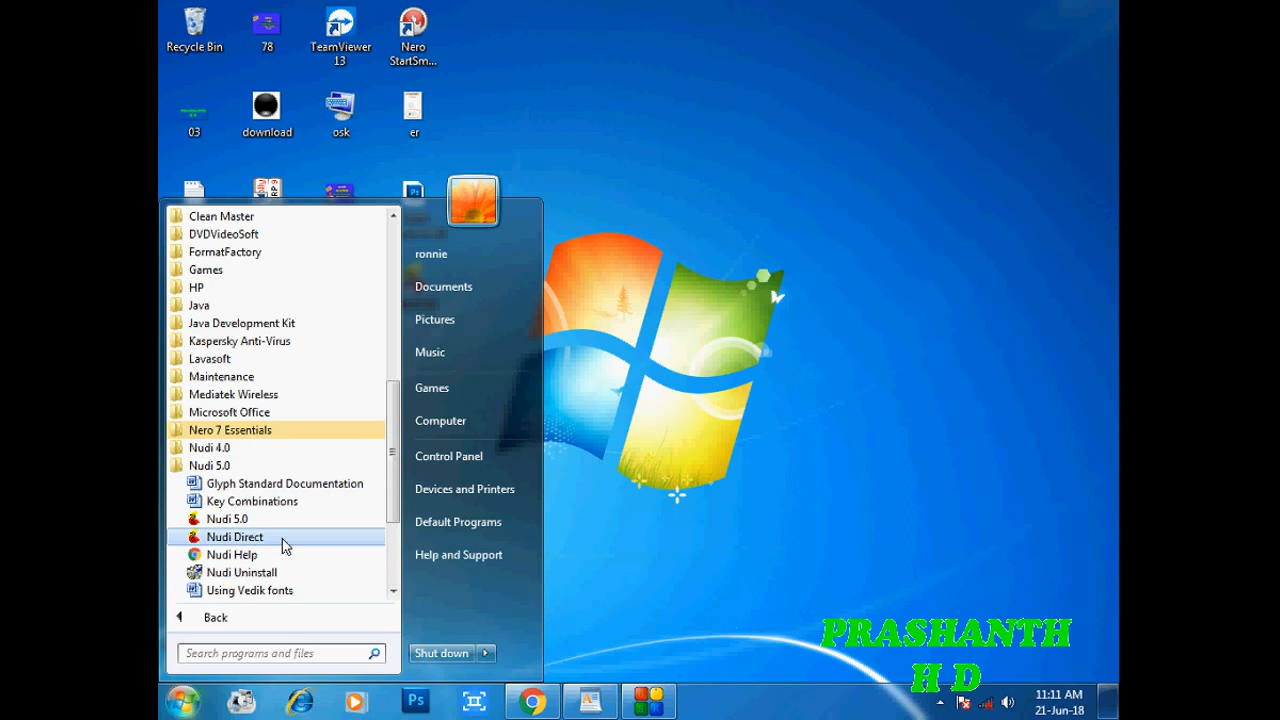 Recycle Bin
78
TeamViewer
13
Nero
StartSm...
03
download
osk
er
Clean Master
DVDVideoSoft
FormatFactory
Games
HP
Java
Java Development Kit
Kaspersky Anti-Virus
Lavasoft
Maintenance
Mediatek Wireless
Microsoft Office
Nero 7 Essentials
Nudi 4.0
Nudi 5.0
Glyph Standard Documentation
Key Combinations
Nudi 5.0
Nudi Direct
Nudi Help
Nudi Uninstall
Using Vedik fonts
Back
Search programs and files
ronnie
Documents
Pictures
Music
Games
Computer
Control Panel
Devices and Printers
Default Programs
Help and Support
Shut down
PRASHANTH
H D
Ps
11:11 AM
21-Jun-18